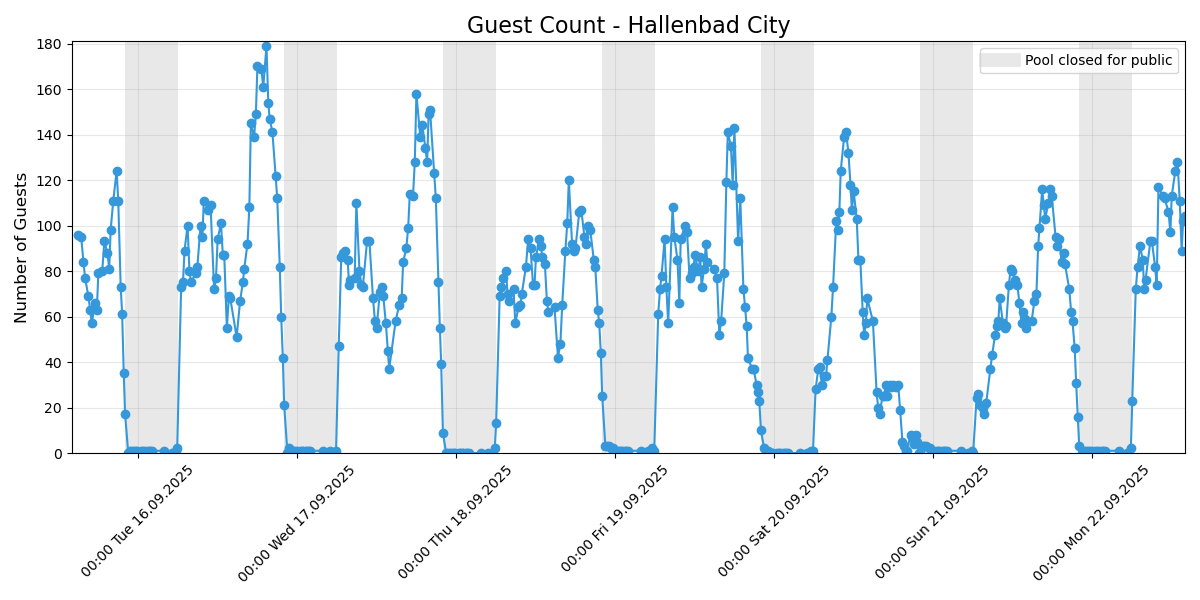 Guest Count - Hallenbad City
Pool closed for public
Number of Guests
180
160
140
120
100
80
60
40
20
0
00:00 Tue 16.09.2025
00:00 Wed 17.09.2025
00:00 Thu 18.09.2025
00:00 Fri 19.09.2025
00:00 Sat 20.09.2025
00:00 Sun 21.09.2025
00:00 Mon 22.09.2025